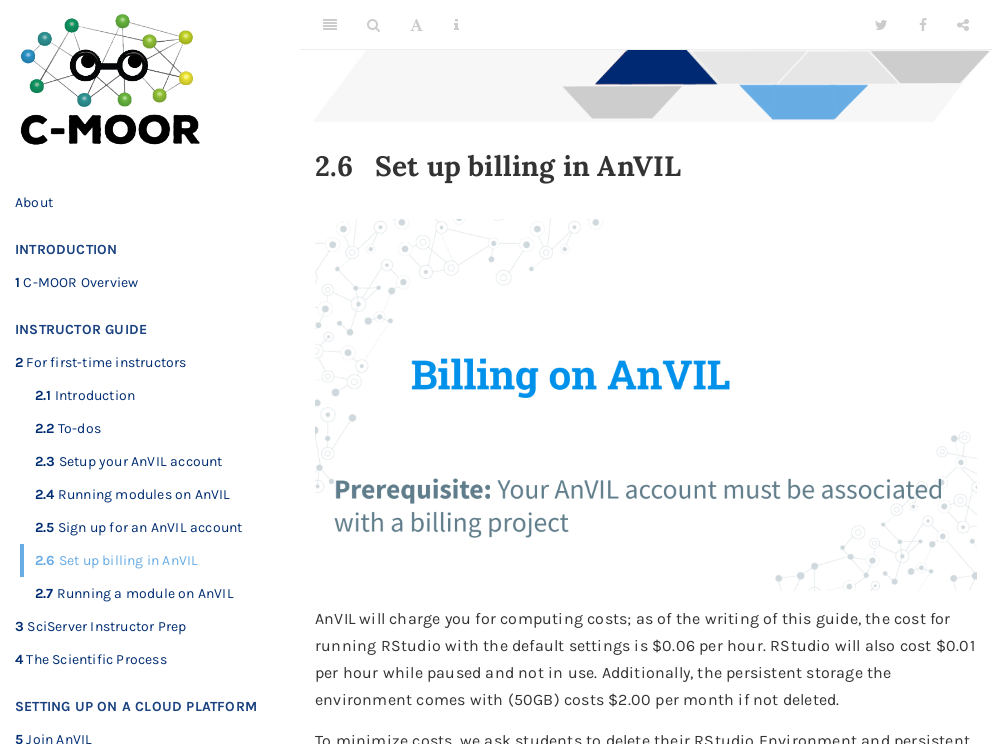 C-MOOR
About
INTRODUCTION
1 C-MOOR Overview
INSTRUCTOR GUIDE
2 For first-time instructors
2.1 Introduction
2.2 To-dos
2.3 Setup your AnVIL account
2.4 Running modules on AnVIL
2.5 Sign up for an AnVIL account
2.6 Set up billing in AnVIL
2.7 Running a module on AnVIL
3 SciServer Instructor Prep
4 The Scientific Process
SETTING UP ON A CLOUD PLATFORM
5 Join AnVIL
A
2.6 Set up billing in AnVIL
Billing on AnVIL
Prerequisite: Your AnVIL account must be associated
with a billing project
AnVIL will charge you for computing costs; as of the writing of this guide, the cost for
running RStudio with the default settings is $0.06 per hour. RStudio will also cost $0.01
per hour while paused and not in use. Additionally, the persistent storage the
environment comes with (50GB) costs $2.00 per month if not deleted.
To minimize costs, we ask students to delete their RStudio Environment and persistent